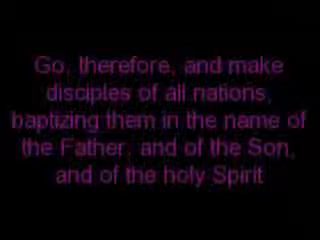 Go, therefore, and make
disciples of all nations,
baptizing them in the name of
the Father, and of the Son,
and of the holy Spirit